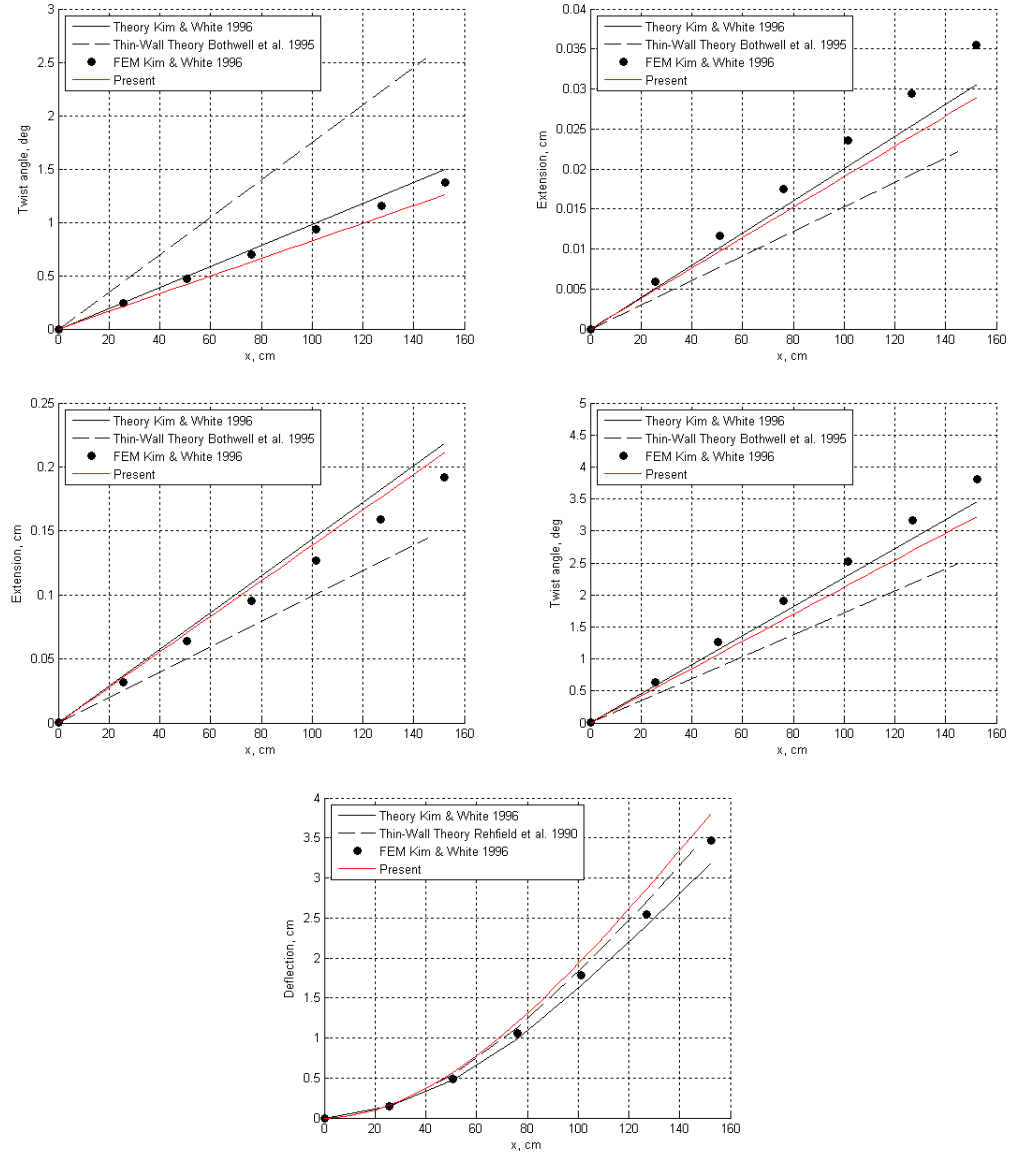 3
2.5
2
1.5
1
0.5
0
Twist angle, deg
Theory Kim & White 1996
Thin-Wall Theory Bothwell et al. 1995
FEM Kim & White 1996
Present
0 20 40 60 80 100 120 140 160
x, cm
0.04
0.035
0.03
0.025
0.02
0.015
0.01
0.005
0
Extension, cm
Theory Kim & White 1996
Thin-Wall Theory Bothwell et al. 1995
FEM Kim & White 1996
Present
0 20 40 60 80 100 120 140 160
x, cm
0.25
0.2
0.15
0.1
0.05
0
Extension, cm
Theory Kim & White 1996
Thin-Wall Theory Bothwell et al. 1995
FEM Kim & White 1996
Present
0 20 40 60 80 100 120 140 160
x, cm
5
4.5
4
3.5
3
2.5
2
1.5
1
0.5
0
Twist angle, deg
Theory Kim & White 1996
Thin-Wall Theory Bothwell et al. 1995
FEM Kim & White 1996
Present
0 20 40 60 80 100 120 140 160
x, cm
4
3.5
3
2.5
2
1.5
1
0.5
0
Deflection, cm
Theory Kim & White 1996
Thin-Wall Theory Rehfield et al. 1990
FEM Kim & White 1996
Present
0 20 40 60 80 100 120 140 160
x, cm